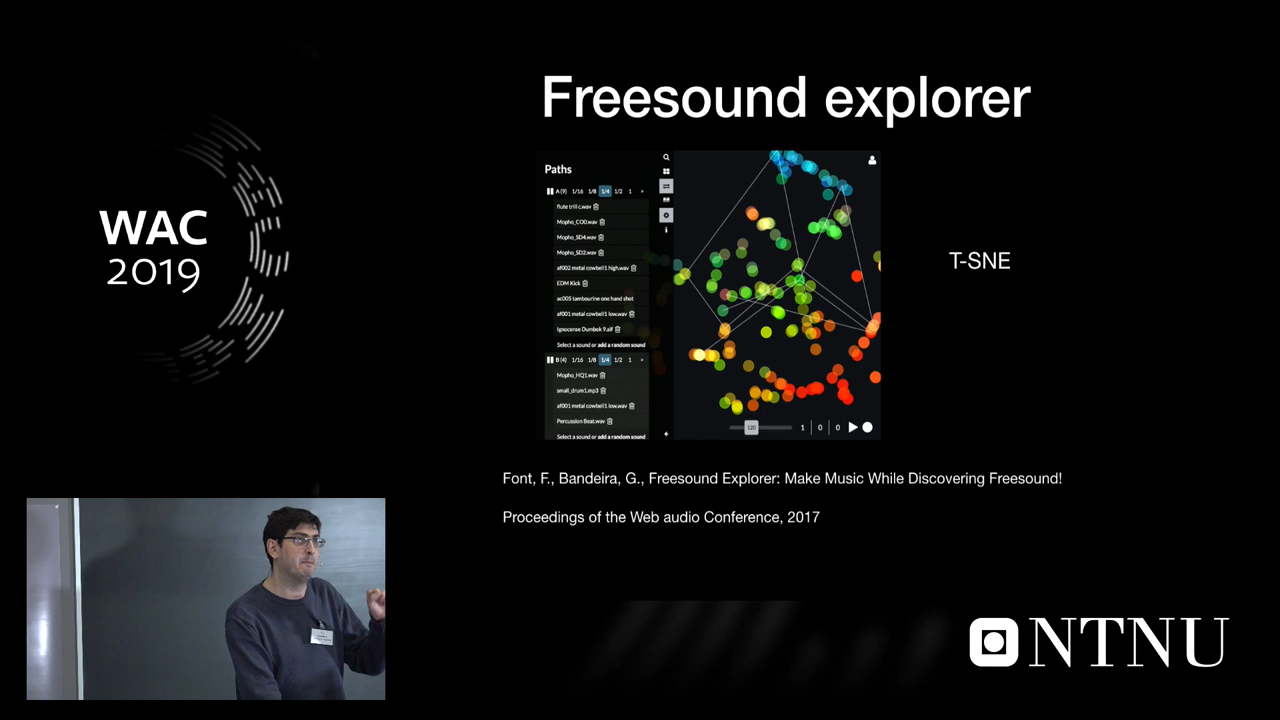 WAC
2019
Freesound explorer
Paths
A (9) 1/16 1/8 1/4 1/2 1
flute trill c.wav
Mopho_CO0.wav
Mopho_SD4.wav
Mopho_SD2.wav
af002 metal cowbell1 high.wav
EDM Kick
ac005 tambourine one hand shot
af001 metal cowbell1 low.wav
Ignocense Dumbek 9.aif
Select a sound or add a random sound
B (4) 1/16 1/8 1/4 1/2 1
Mopho_HQ1.wav
small_drum1.mp3
af001 metal cowbell1 low.wav
Percussion Beat.wav
Select a sound or add a random sound
120 1 0 0
T-SNE
Font, F., Bandeira, G., Freesound Explorer: Make Music While Discovering Freesound!
Proceedings of the Web audio Conference, 2017
NTNU